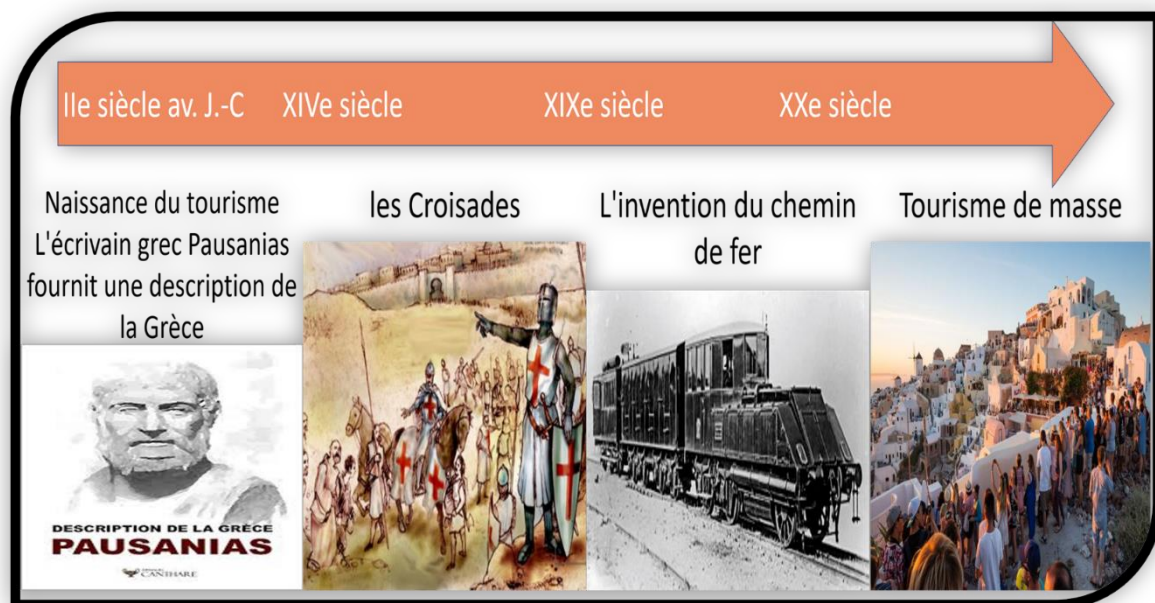 IIe siècle av. J.-C
XIVe siècle
XIXe siècle
XXe siècle
Naissance du tourisme
L'écrivain grec Pausanias
fournit une description de
la Grèce
les Croisades
L'invention du chemin
de fer
Tourisme de masse
DESCRIPTION DE LA GRÈCE
PAUSANIAS
CANTHARE